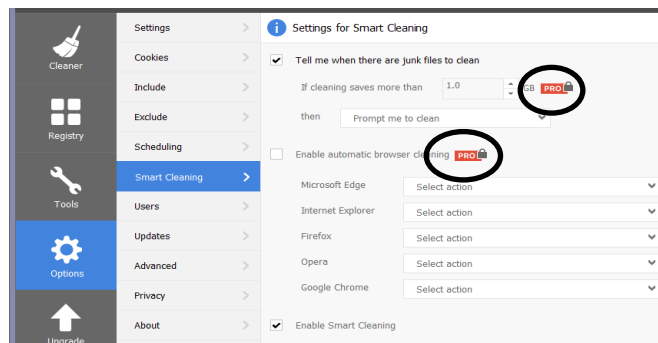 Cleaner
Registry
Tools
Options
Upgrade
Settings
Cookies
Include
Exclude
Scheduling
Smart Cleaning
Users
Updates
Advanced
Privacy
About
i Settings for Smart Cleaning
Tell me when there are junk files to clean
If cleaning saves more than 1.0 GB PRO
then Prompt me to clean
Enable automatic browser cleaning PRO
Microsoft Edge Select action
Internet Explorer Select action
Firefox Select action
Opera Select action
Google Chrome Select action
Enable Smart Cleaning